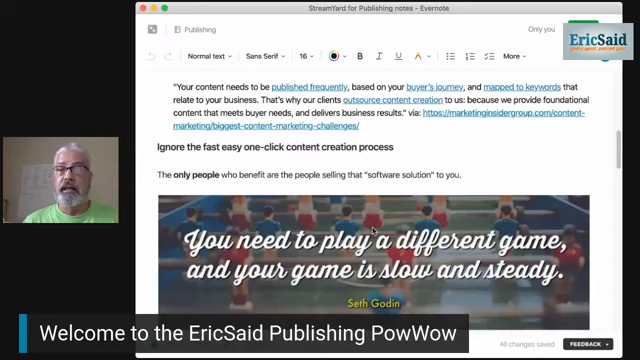 StreamYard for Publishing notes - Evernote
Publishing
Only you
EricSaid
Normal text
Sans Serif
16
B
I
U
A
More
"Your content needs to be published frequently, based on your buyer's journey, and mapped to keywords that
relate to your business. That's why our clients outsource content creation to us: because we provide foundational
content that meets buyer needs, and delivers business results." via: https://marketinginsidergroup.com/content-
marketing/biggest-content-marketing-challenges/
Ignore the fast easy one-click content creation process
The only people who benefit are the people selling that "software solution" to you.
You need to play a different game,
and your game is slow and steady.
Seth Godin
Welcome to the EricSaid Publishing PowWow
All changes saved
FEEDBACK